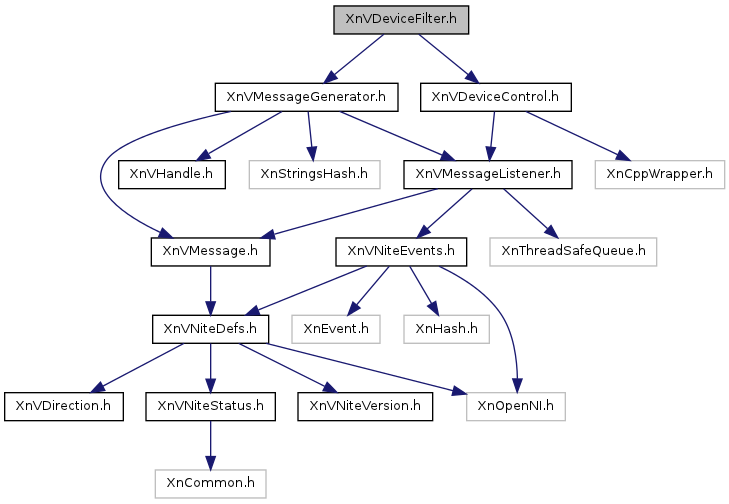 XnVDeviceFilter.h
XnVMessageGenerator.h
XnVDeviceControl.h
XnVHandle.h
XnStringsHash.h
XnVMessageListener.h
XnCppWrapper.h
XnVMessage.h
XnVNiteEvents.h
XnThreadSafeQueue.h
XnVNiteDefs.h
XnEvent.h
XnHash.h
XnVDirection.h
XnVNiteStatus.h
XnVNiteVersion.h
XnOpenNI.h
XnCommon.h